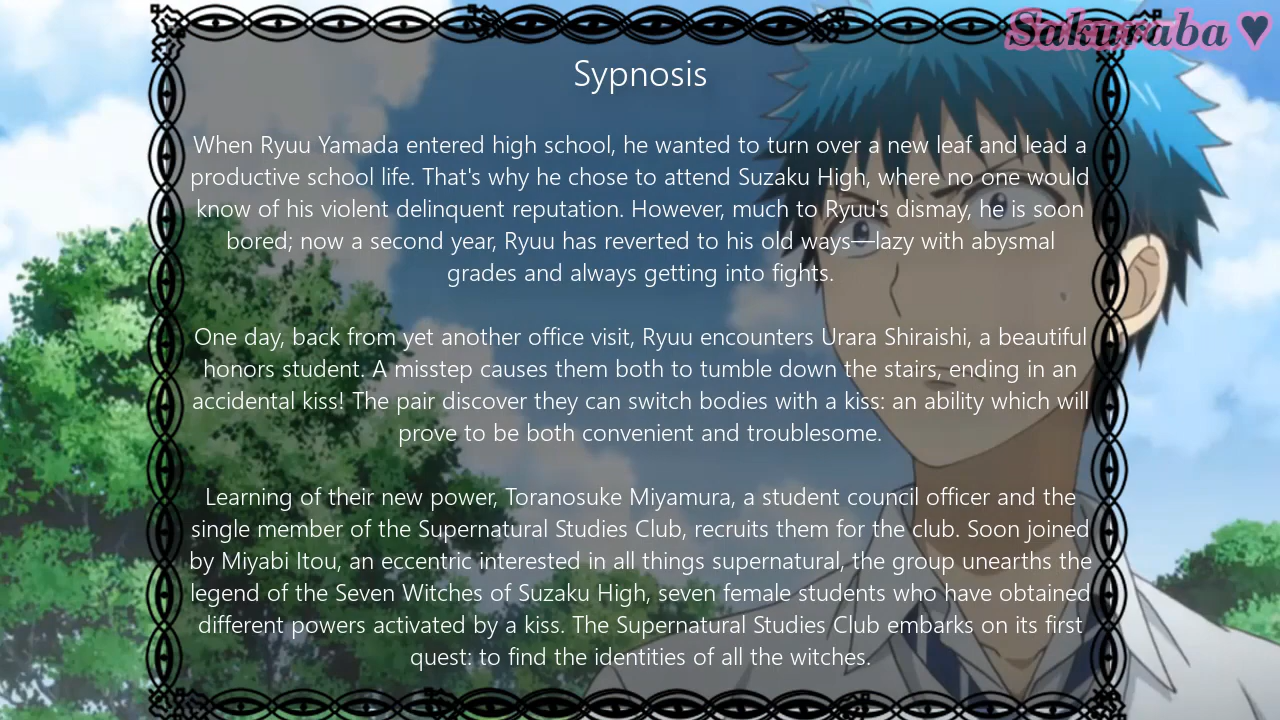 Sakuraba ♥
Sypnosis
When Ryuu Yamada entered high school, he wanted to turn over a new leaf and lead a
productive school life. That's why he chose to attend Suzaku High, where no one would
know of his violent delinquent reputation. However, much to Ryuu's dismay, he is soon
bored; now a second year, Ryuu has reverted to his old ways—lazy with abysmal
grades and always getting into fights.
One day, back from yet another office visit, Ryuu encounters Urara Shiraishi, a beautiful
honors student. A misstep causes them both to tumble down the stairs, ending in an
accidental kiss! The pair discover they can switch bodies with a kiss: an ability which will
prove to be both convenient and troublesome.
Learning of their new power, Toranosuke Miyamura, a student council officer and the
single member of the Supernatural Studies Club, recruits them for the club. Soon joined
by Miyabi Itou, an eccentric interested in all things supernatural, the group unearths the
legend of the Seven Witches of Suzaku High, seven female students who have obtained
different powers activated by a kiss. The Supernatural Studies Club embarks on its first
quest: to find the identities of all the witches.